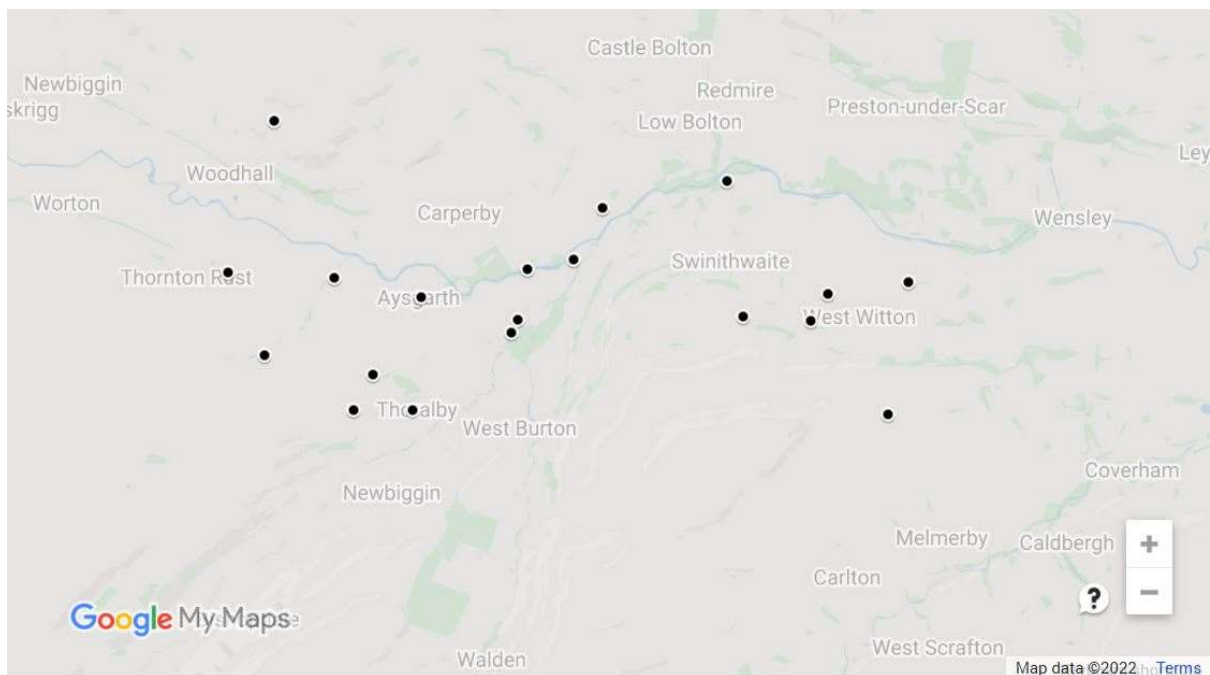 Castle Bolton
Newbiggin
skrigg
Redmire
Preston-under-Scar
Low Bolton
Ley
Woodhall
Worton
Carperby
Wensley
Thornton Rust
Swinithwaite
Aysgarth
West Witton
Thoralby
West Burton
Coverham
Newbiggin
Melmerby
Caldbergh
Carlton
Google My Maps
West Scrafton
Walden
Map data ©2022 Terms
+
−
?